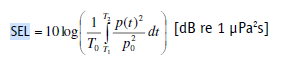 SEL = 10 log( 1/T₀ ∫_{T₁}^{T₂} p(t)²/p₀² dt ) [dB re 1 µPa²s]